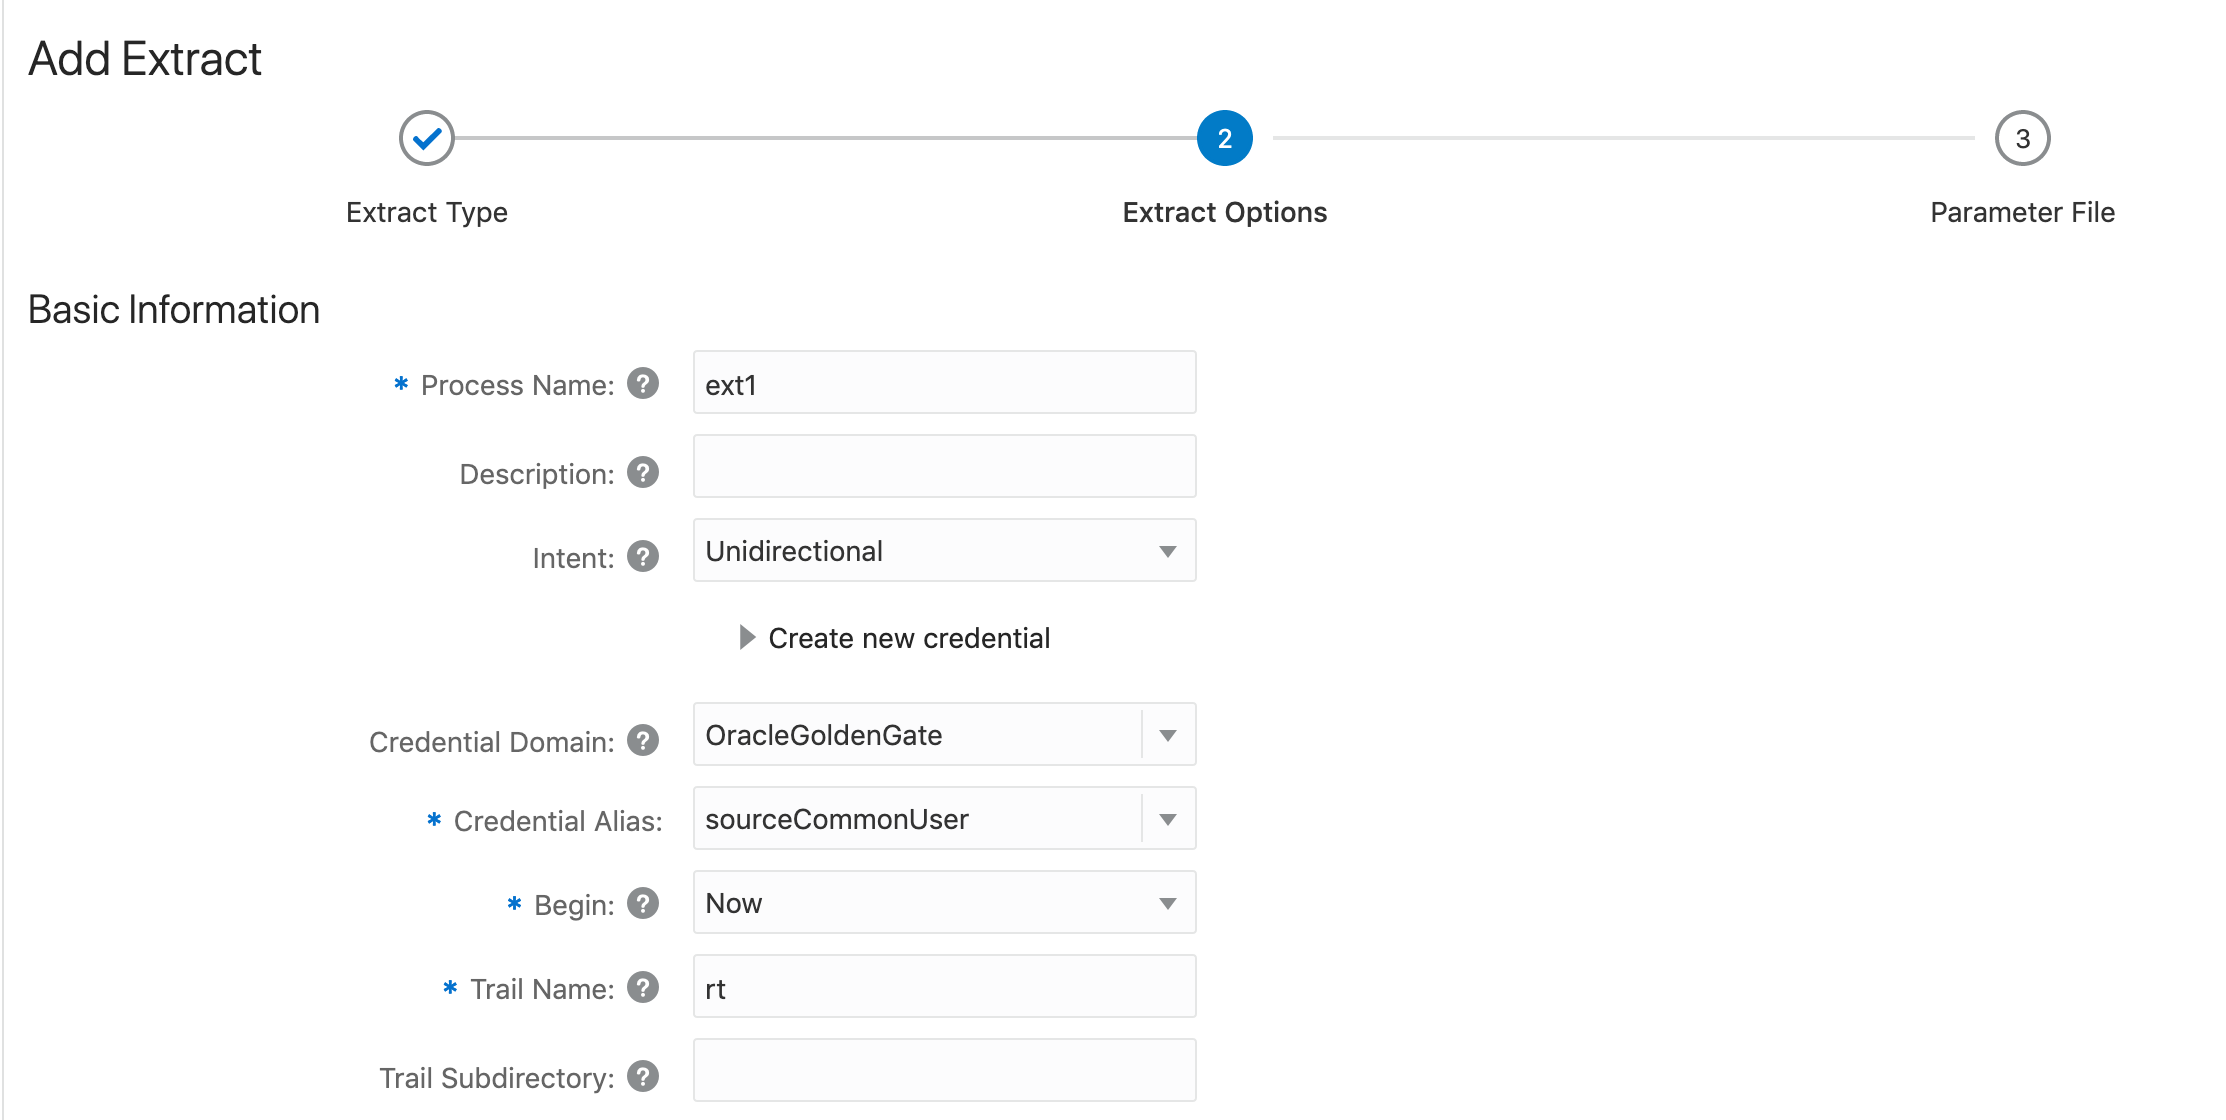 Add Extract
2
3
Extract Type
Extract Options
Parameter File
Basic Information
* Process Name: ? ext1
Description: ?
Intent: ? Unidirectional
Create new credential
Credential Domain: ? OracleGoldenGate
* Credential Alias: sourceCommonUser
* Begin: ? Now
* Trail Name: ? rt
Trail Subdirectory: ?